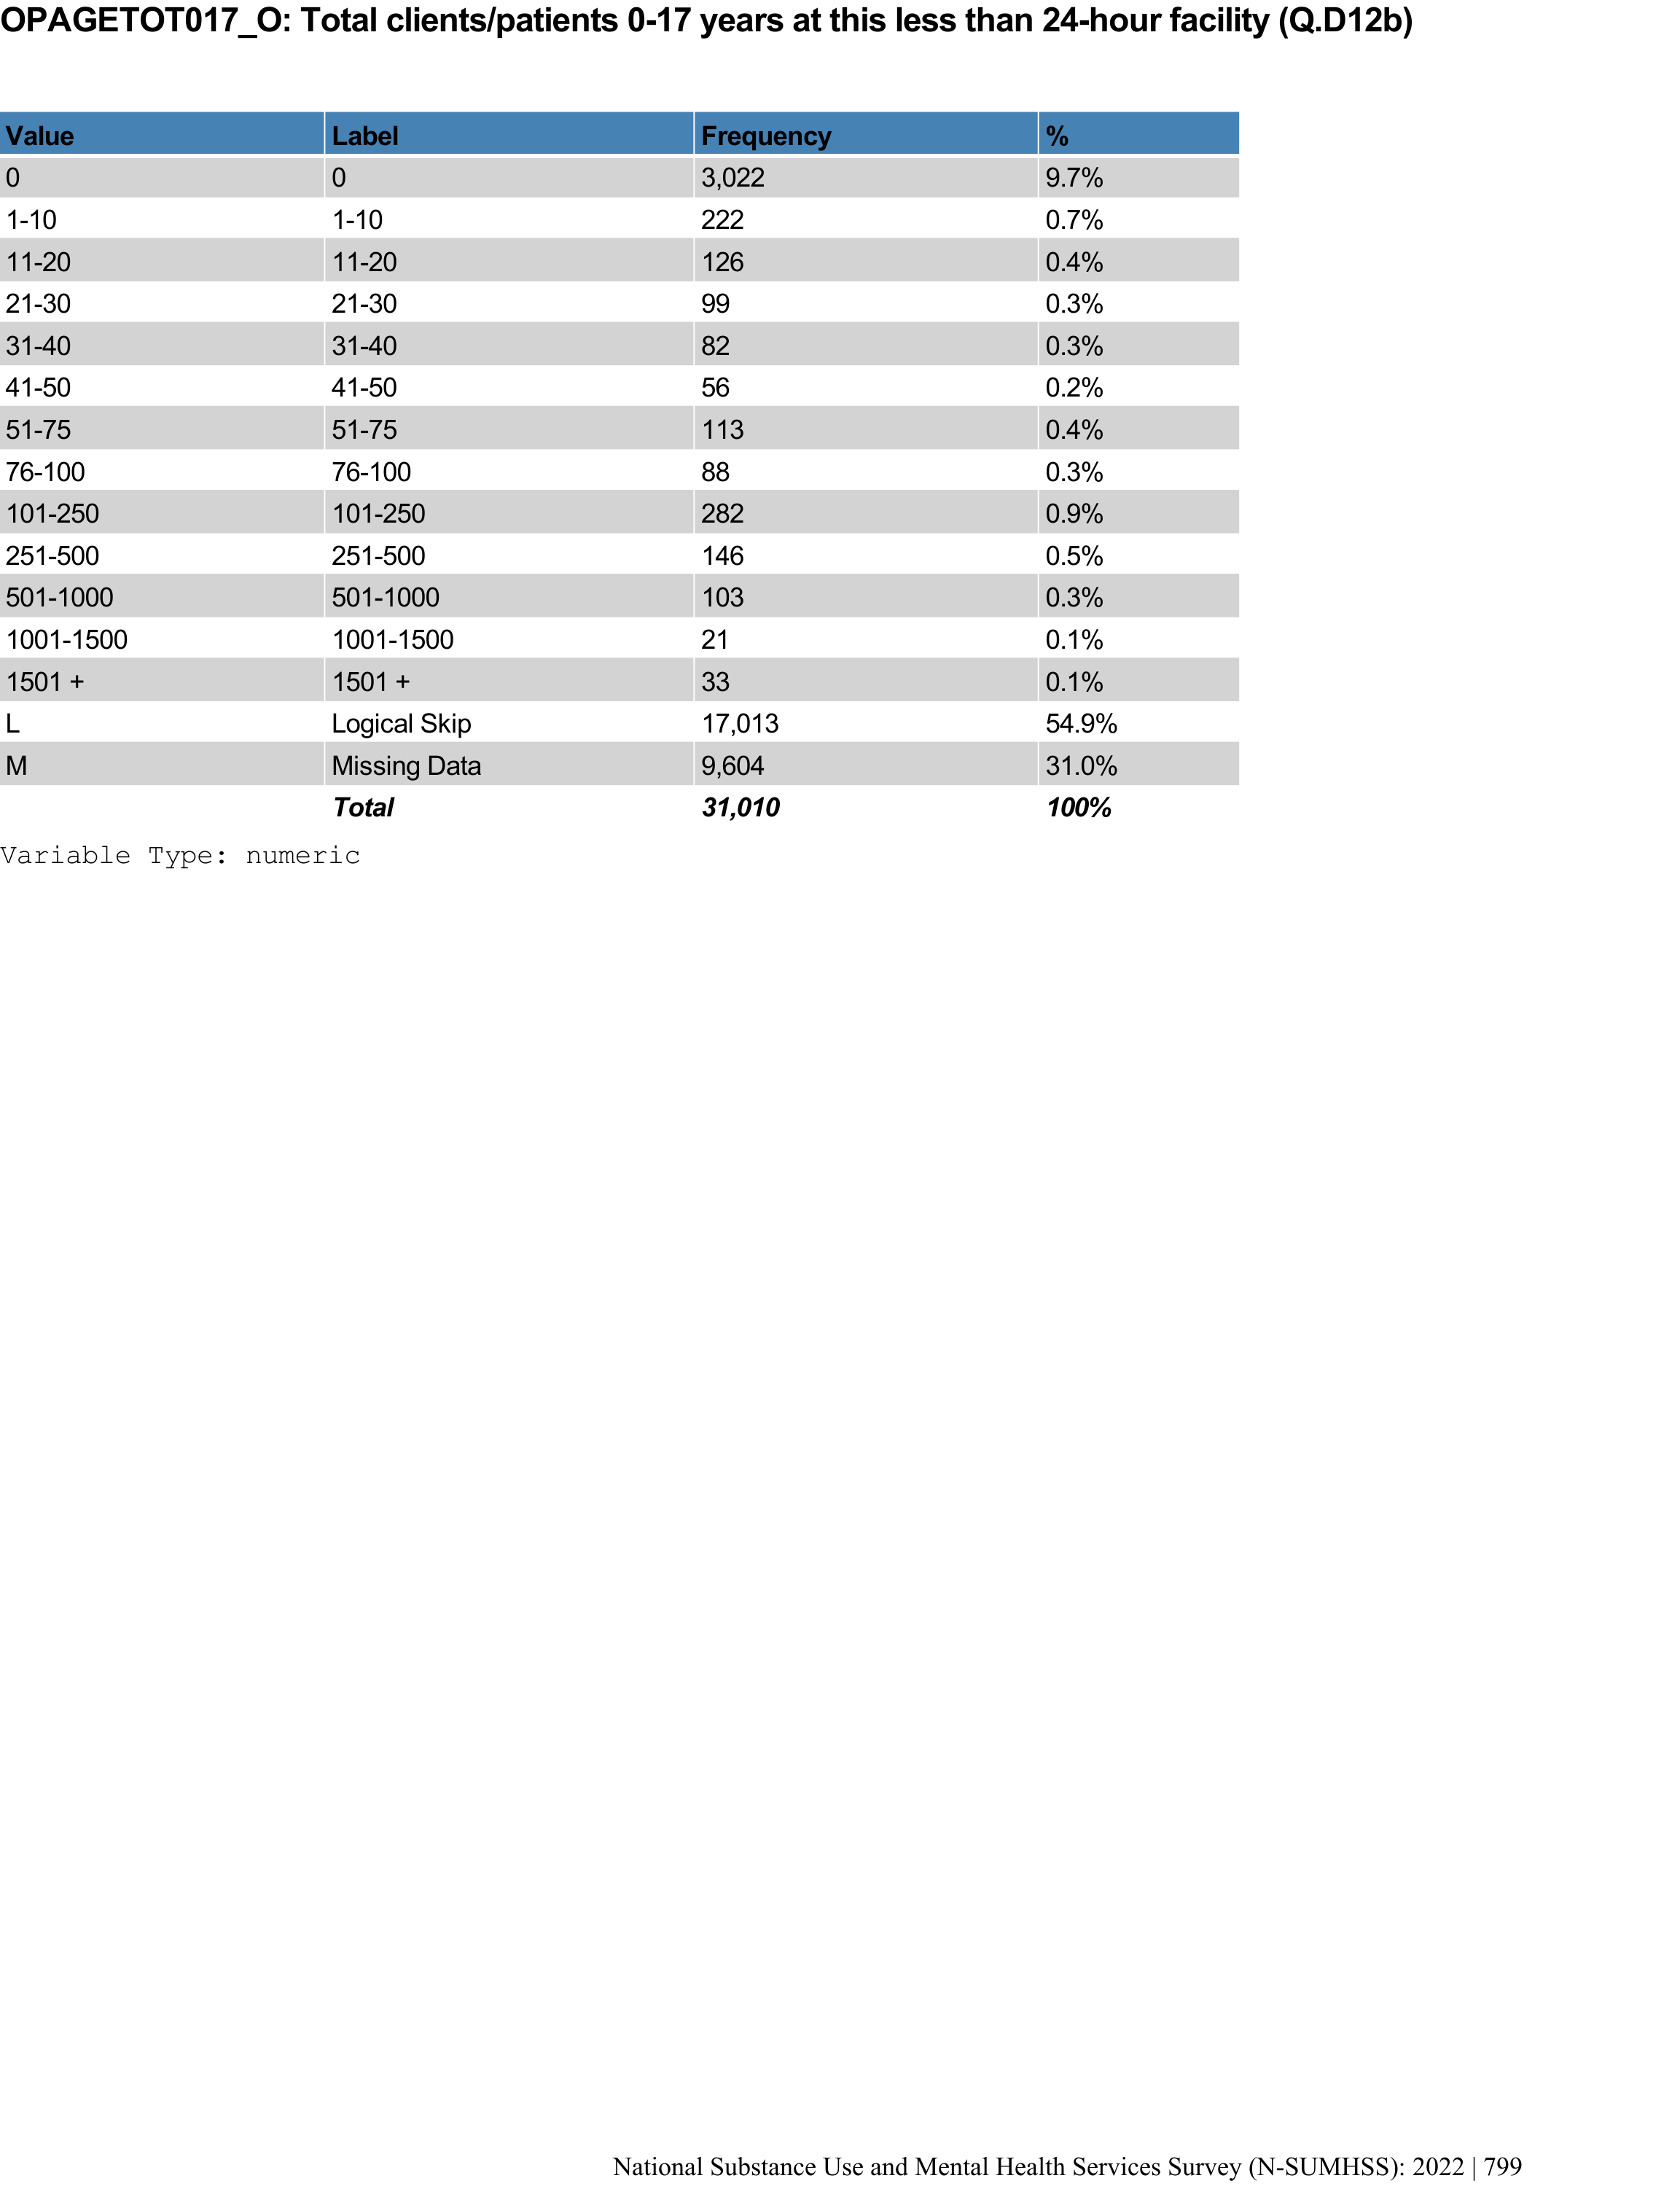 OPAGETOT017_O: Total clients/patients 0-17 years at this less than 24-hour facility (Q.D12b)
Value Label Frequency %
0 0 3,022 9.7%
1-10 1-10 222 0.7%
11-20 11-20 126 0.4%
21-30 21-30 99 0.3%
31-40 31-40 82 0.3%
41-50 41-50 56 0.2%
51-75 51-75 113 0.4%
76-100 76-100 88 0.3%
101-250 101-250 282 0.9%
251-500 251-500 146 0.5%
501-1000 501-1000 103 0.3%
1001-1500 1001-1500 21 0.1%
1501 + 1501 + 33 0.1%
L Logical Skip 17,013 54.9%
M Missing Data 9,604 31.0%
Total 31,010 100%
Variable Type: numeric
National Substance Use and Mental Health Services Survey (N-SUMHSS): 2022 | 799